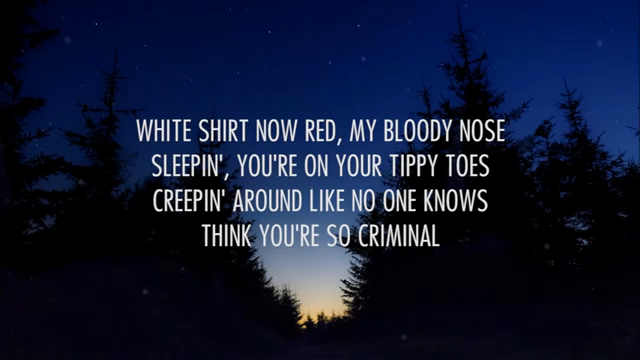 WHITE SHIRT NOW RED, MY BLOODY NOSE
SLEEPIN', YOU'RE ON YOUR TIPPY TOES
CREEPIN' AROUND LIKE NO ONE KNOWS
THINK YOU'RE SO CRIMINAL